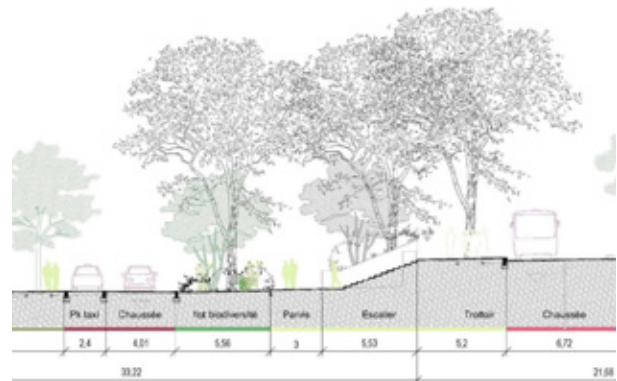 Pk taxi Chaussée Ilot biodiversité Parvis Escalier Trottoir Chaussée
2,4 4,01 5,56 3 5,53 5,2 6,72
33,22 21,68